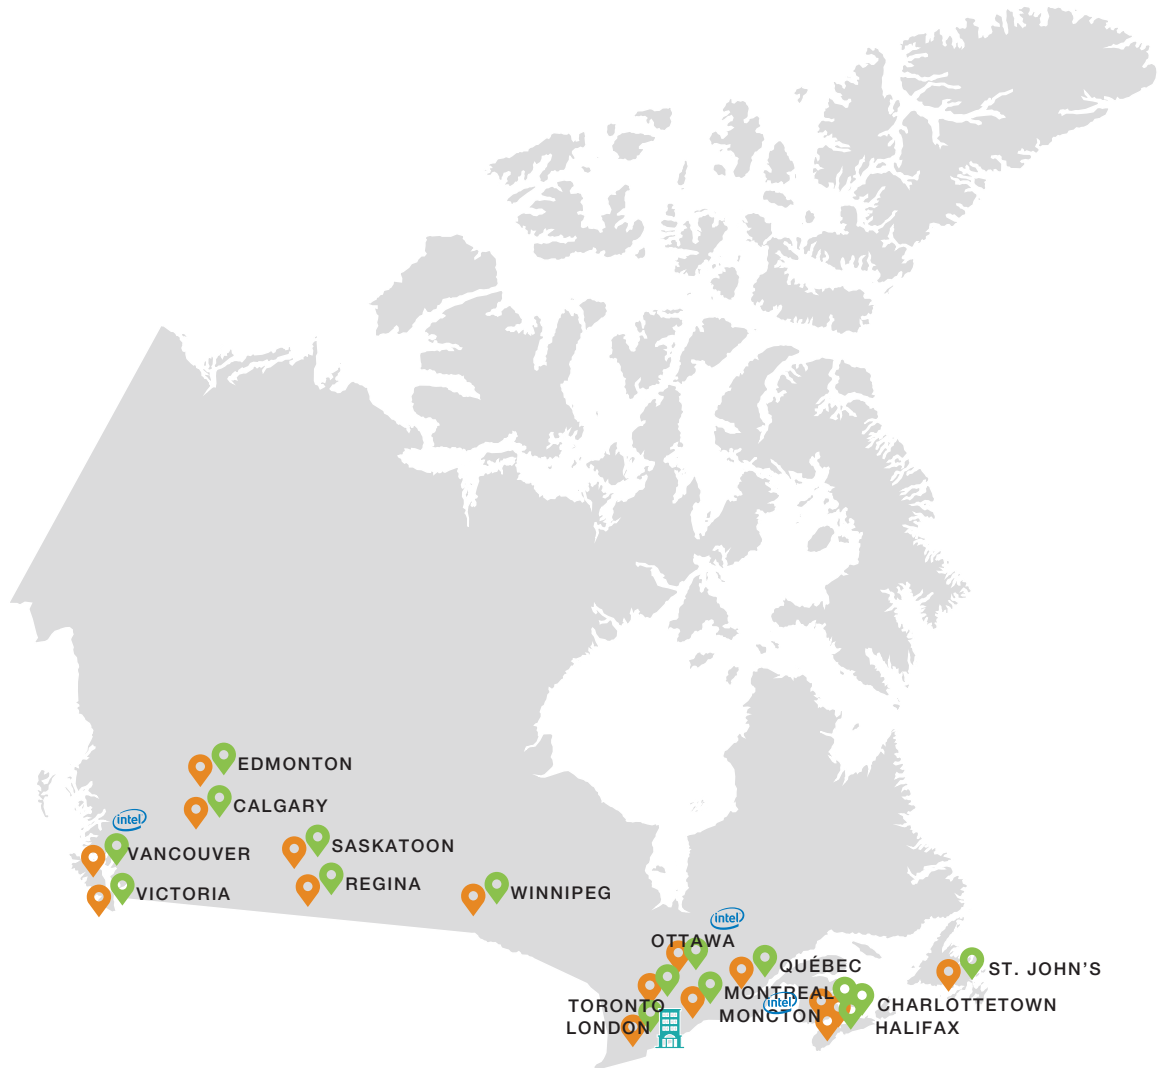 EDMONTON
CALGARY
intel
SASKATOON
VANCOUVER
REGINA
VICTORIA
WINNIPEG
intel
OTTAWA
QUÉBEC
ST. JOHN'S
MONTREAL
intel
TORONTO
CHARLOTTETOWN
MONCTON
LONDON
HALIFAX